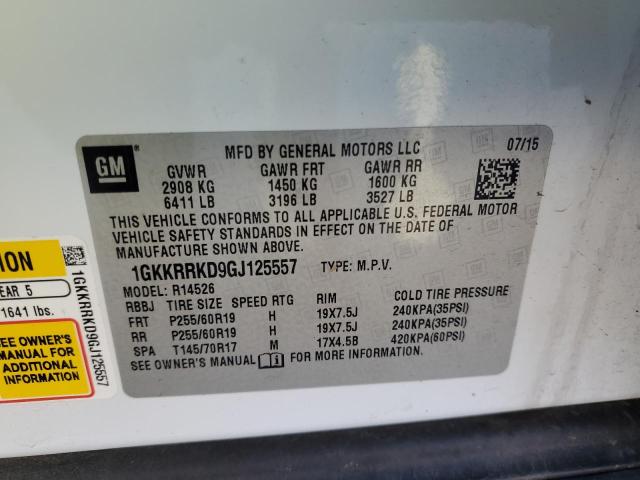 GM
MFD BY GENERAL MOTORS LLC 07/15
GVWR GAWR FRT GAWR RR
2908 KG 1450 KG 1600 KG
6411 LB 3196 LB 3527 LB
THIS VEHICLE CONFORMS TO ALL APPLICABLE U.S. FEDERAL MOTOR
VEHICLE SAFETY STANDARDS IN EFFECT ON THE DATE OF
MANUFACTURE SHOWN ABOVE.
1GKKRRKD9GJ125557 TYPE: M.P.V.
MODEL: R14526
RBBJ TIRE SIZE SPEED RTG RIM COLD TIRE PRESSURE
FRT P255/60R19 H 19X7.5J 240KPA(35PSI)
RR P255/60R19 H 19X7.5J 240KPA(35PSI)
SPA T145/70R17 M 17X4.5B 420KPA(60PSI)
SEE OWNER'S MANUAL FOR MORE INFORMATION.
ION
EAR 5
1641 lbs.
SEE OWNER'S
MANUAL FOR
ADDITIONAL
INFORMATION
1GKKRRKD9GJ125557